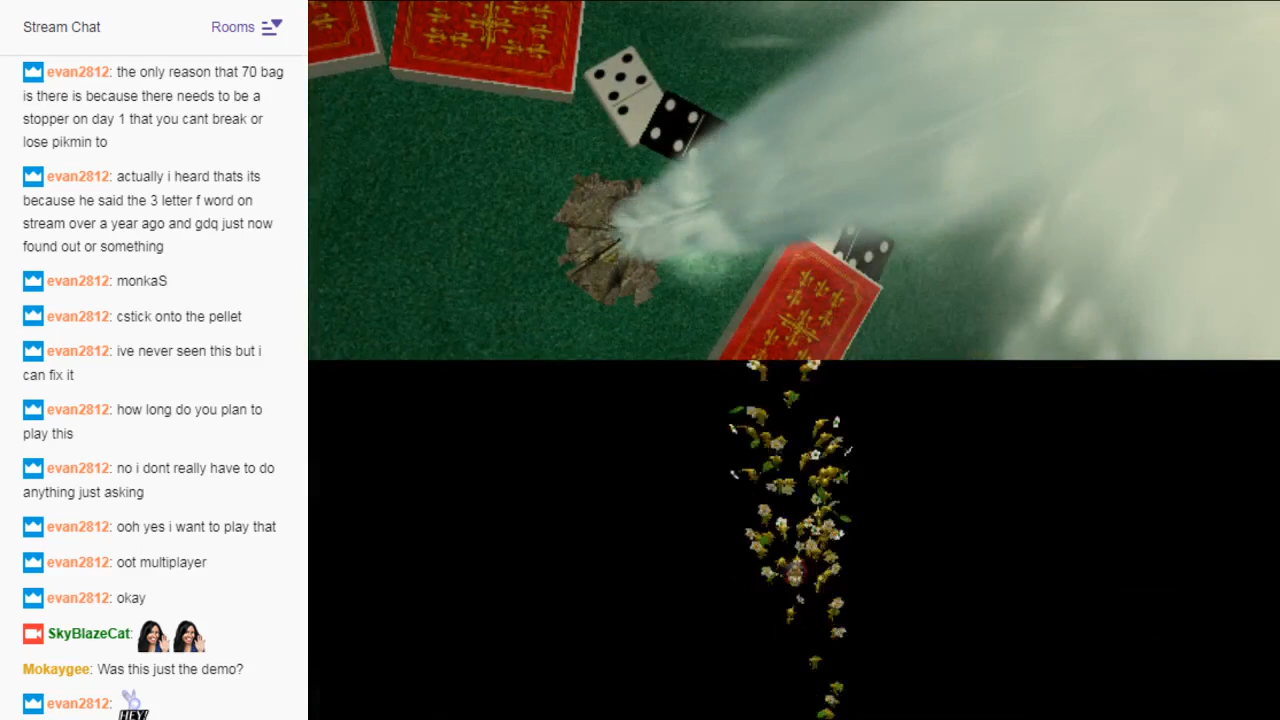 Stream Chat
Rooms
evan2812: the only reason that 70 bag
is there is because there needs to be a
stopper on day 1 that you cant break or
lose pikmin to
evan2812: actually i heard thats its
because he said the 3 letter f word on
stream over a year ago and gdq just now
found out or something
evan2812: monkaS
evan2812: cstick onto the pellet
evan2812: ive never seen this but i
can fix it
evan2812: how long do you plan to
play this
evan2812: no i dont really have to do
anything just asking
evan2812: ooh yes i want to play that
evan2812: oot multiplayer
evan2812: okay
SkyBlazeCat:
Mokaygee: Was this just the demo?
evan2812:
HEY!